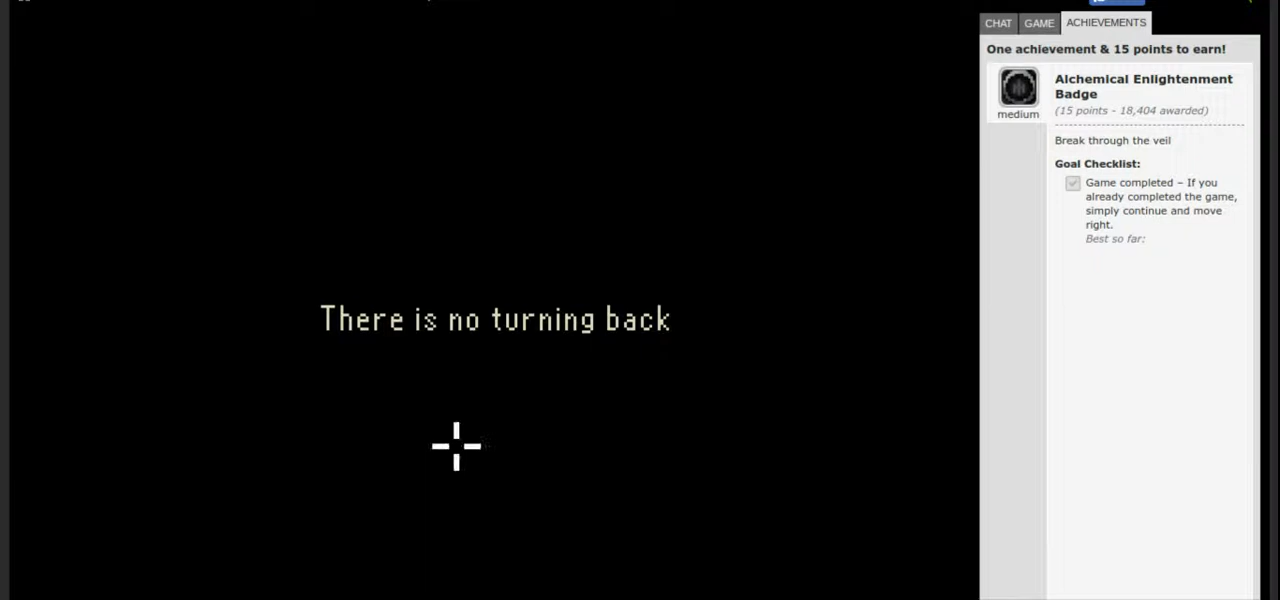 CHAT GAME ACHIEVEMENTS
One achievement & 15 points to earn!
Alchemical Enlightenment
Badge
(15 points - 18,404 awarded)
medium
Break through the veil
Goal Checklist:
Game completed – If you
already completed the game,
simply continue and move
right.
Best so far:
There is no turning back